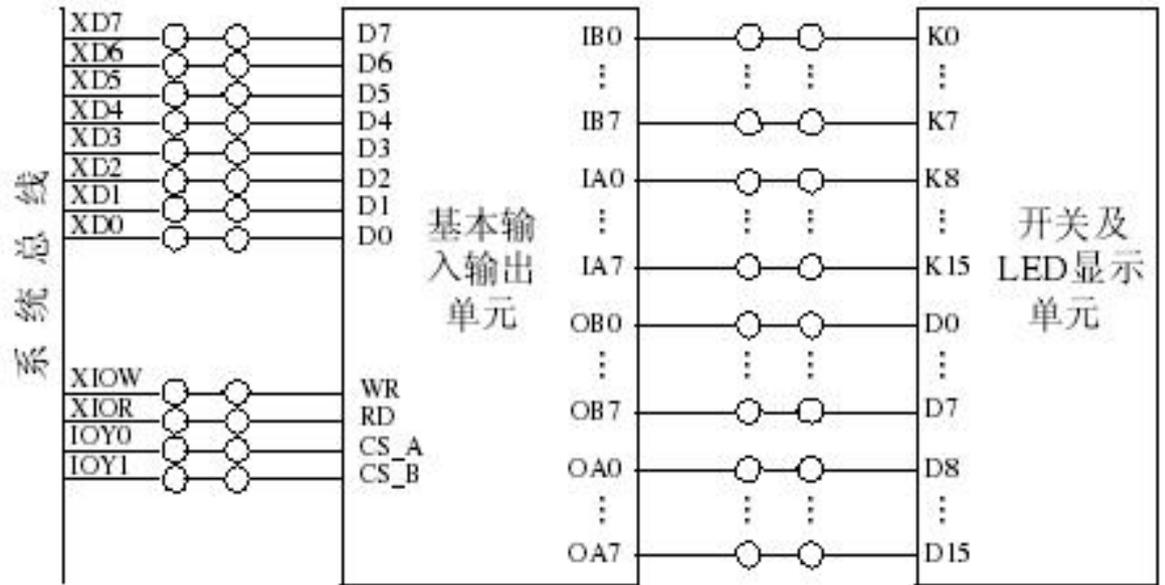 系统总线
XD7
XD6
XD5
XD4
XD3
XD2
XD1
XD0
XIOW
XIOR
IOY0
IOY1
D7
D6
D5
D4
D3
D2
D1
D0
WR
RD
CS_A
CS_B
基本输
入输出
单元
IB0
IB7
IA0
IA7
OB0
OB7
OA0
OA7
K0
K7
K8
K15
D0
D7
D8
D15
开关及
LED显示
单元